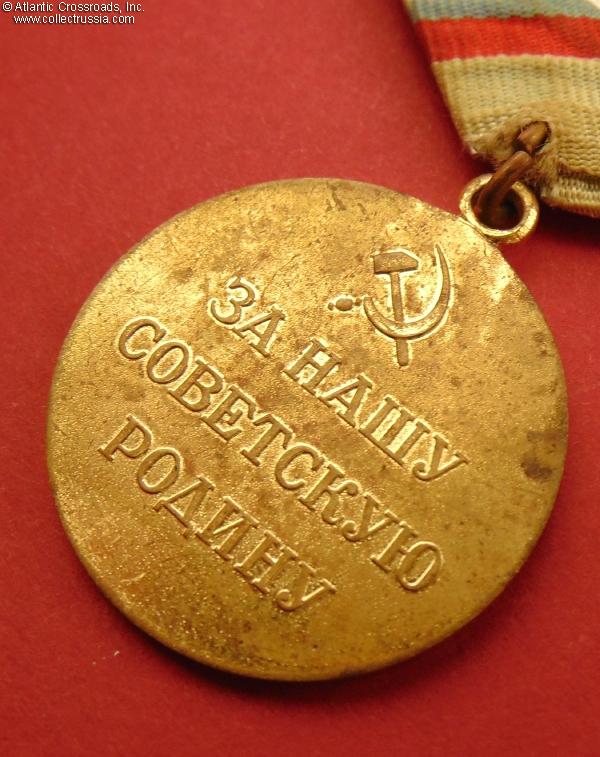 © Atlantic Crossroads, Inc.
www.collectrussia.com
ЗА НАШУ
СОВЕТСКУЮ
РОДИНУ